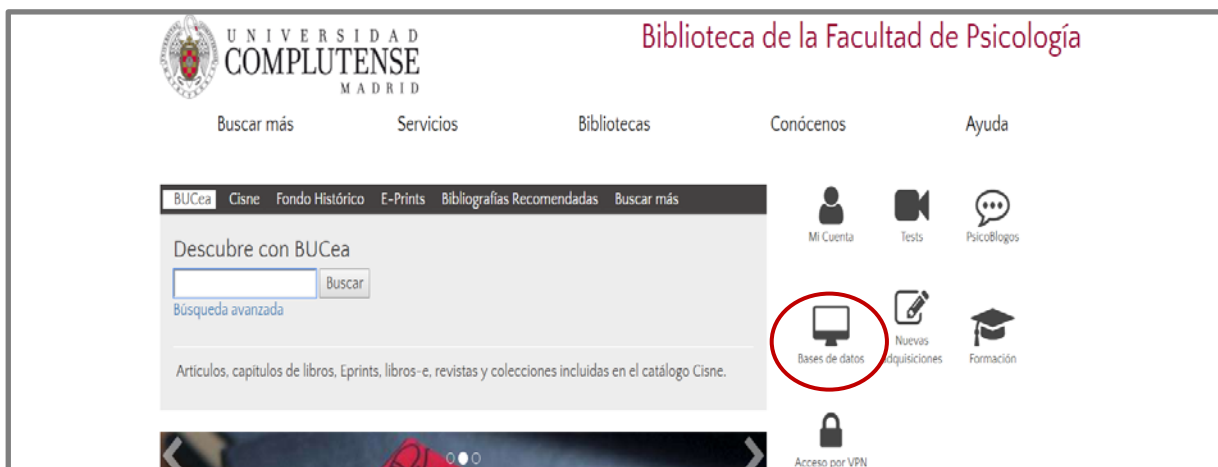 UNIVERSIDAD
COMPLUTENSE
MADRID
Biblioteca de la Facultad de Psicología
Buscar más Servicios Bibliotecas Conócenos Ayuda
BUCea Cisne Fondo Histórico E-Prints Bibliografías Recomendadas Buscar más
Descubre con BUCea
Buscar
Búsqueda avanzada
Artículos, capítulos de libros, Eprints, libros-e, revistas y colecciones incluidas en el catálogo Cisne.
Mi Cuenta Tests PsicoBlogos
Bases de datos
Nuevas
adquisiciones
Formación
Acceso por VPN